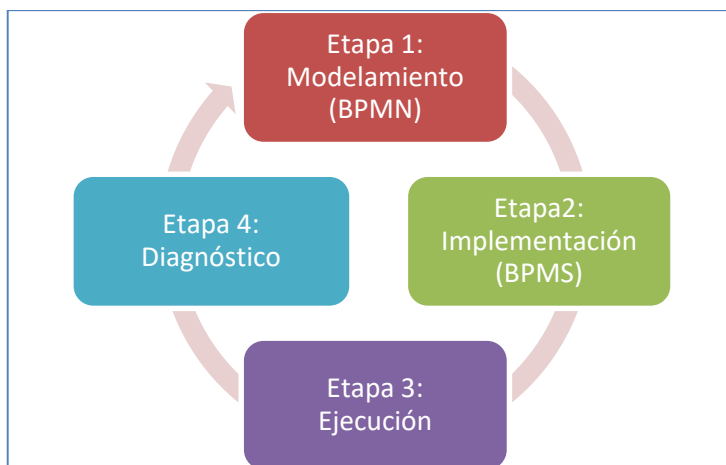 Etapa 1:
Modelamiento
(BPMN)
Etapa2:
Implementación
(BPMS)
Etapa 3:
Ejecución
Etapa 4:
Diagnóstico